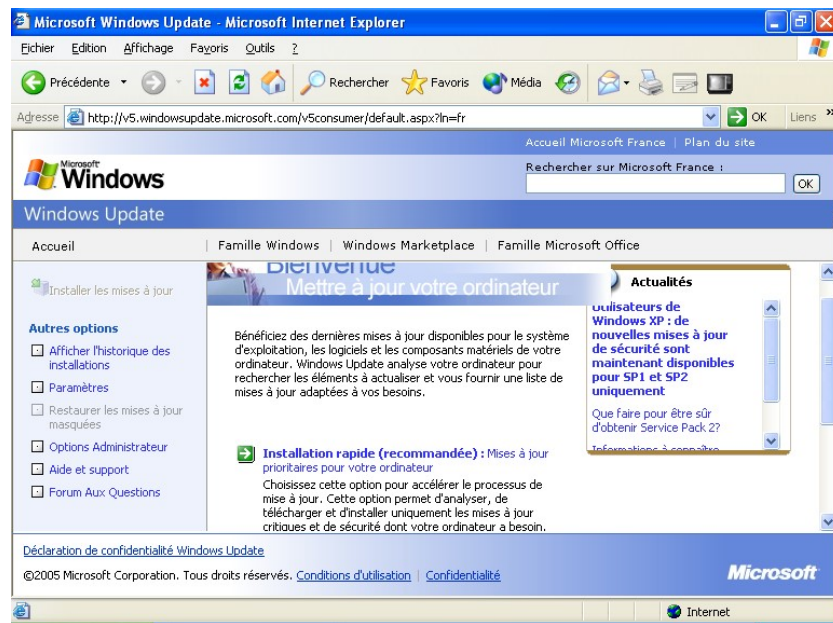 Microsoft Windows Update - Microsoft Internet Explorer
Fichier Edition Affichage Favoris Outils ?
Précédente Rechercher Favoris Média
Adresse http://v5.windowsupdate.microsoft.com/v5consumer/default.aspx?ln=fr OK Liens »
Accueil Microsoft France | Plan du site
Microsoft
Windows
Rechercher sur Microsoft France :
OK
Windows Update
Accueil | Famille Windows | Windows Marketplace | Famille Microsoft Office
Installer les mises à jour
Autres options
Afficher l'historique des
installations
Paramètres
Restaurer les mises à jour
masquées
Options Administrateur
Aide et support
Forum Aux Questions
Bienvenue
Mettre à jour votre ordinateur
Bénéficiez des dernières mises à jour disponibles pour le système
d'exploitation, les logiciels et les composants matériels de votre
ordinateur. Windows Update analyse votre ordinateur pour
rechercher les éléments à actualiser et vous fournir une liste de
mises à jour adaptées à vos besoins.
Installation rapide (recommandée) : Mises à jour
prioritaires pour votre ordinateur
Choisissez cette option pour accélérer le processus de
mise à jour. Cette option permet d'analyser, de
télécharger et d'installer uniquement les mises à jour
critiques et de sécurité dont votre ordinateur a besoin.
Actualités
Utilisateurs de
Windows XP : de
nouvelles mises à jour
de sécurité sont
maintenant disponibles
pour SP1 et SP2
uniquement
Que faire pour être sûr
d'obtenir Service Pack 2?
Informations à connaître
Déclaration de confidentialité Windows Update
©2005 Microsoft Corporation. Tous droits réservés. Conditions d'utilisation | Confidentialité
Microsoft
Internet